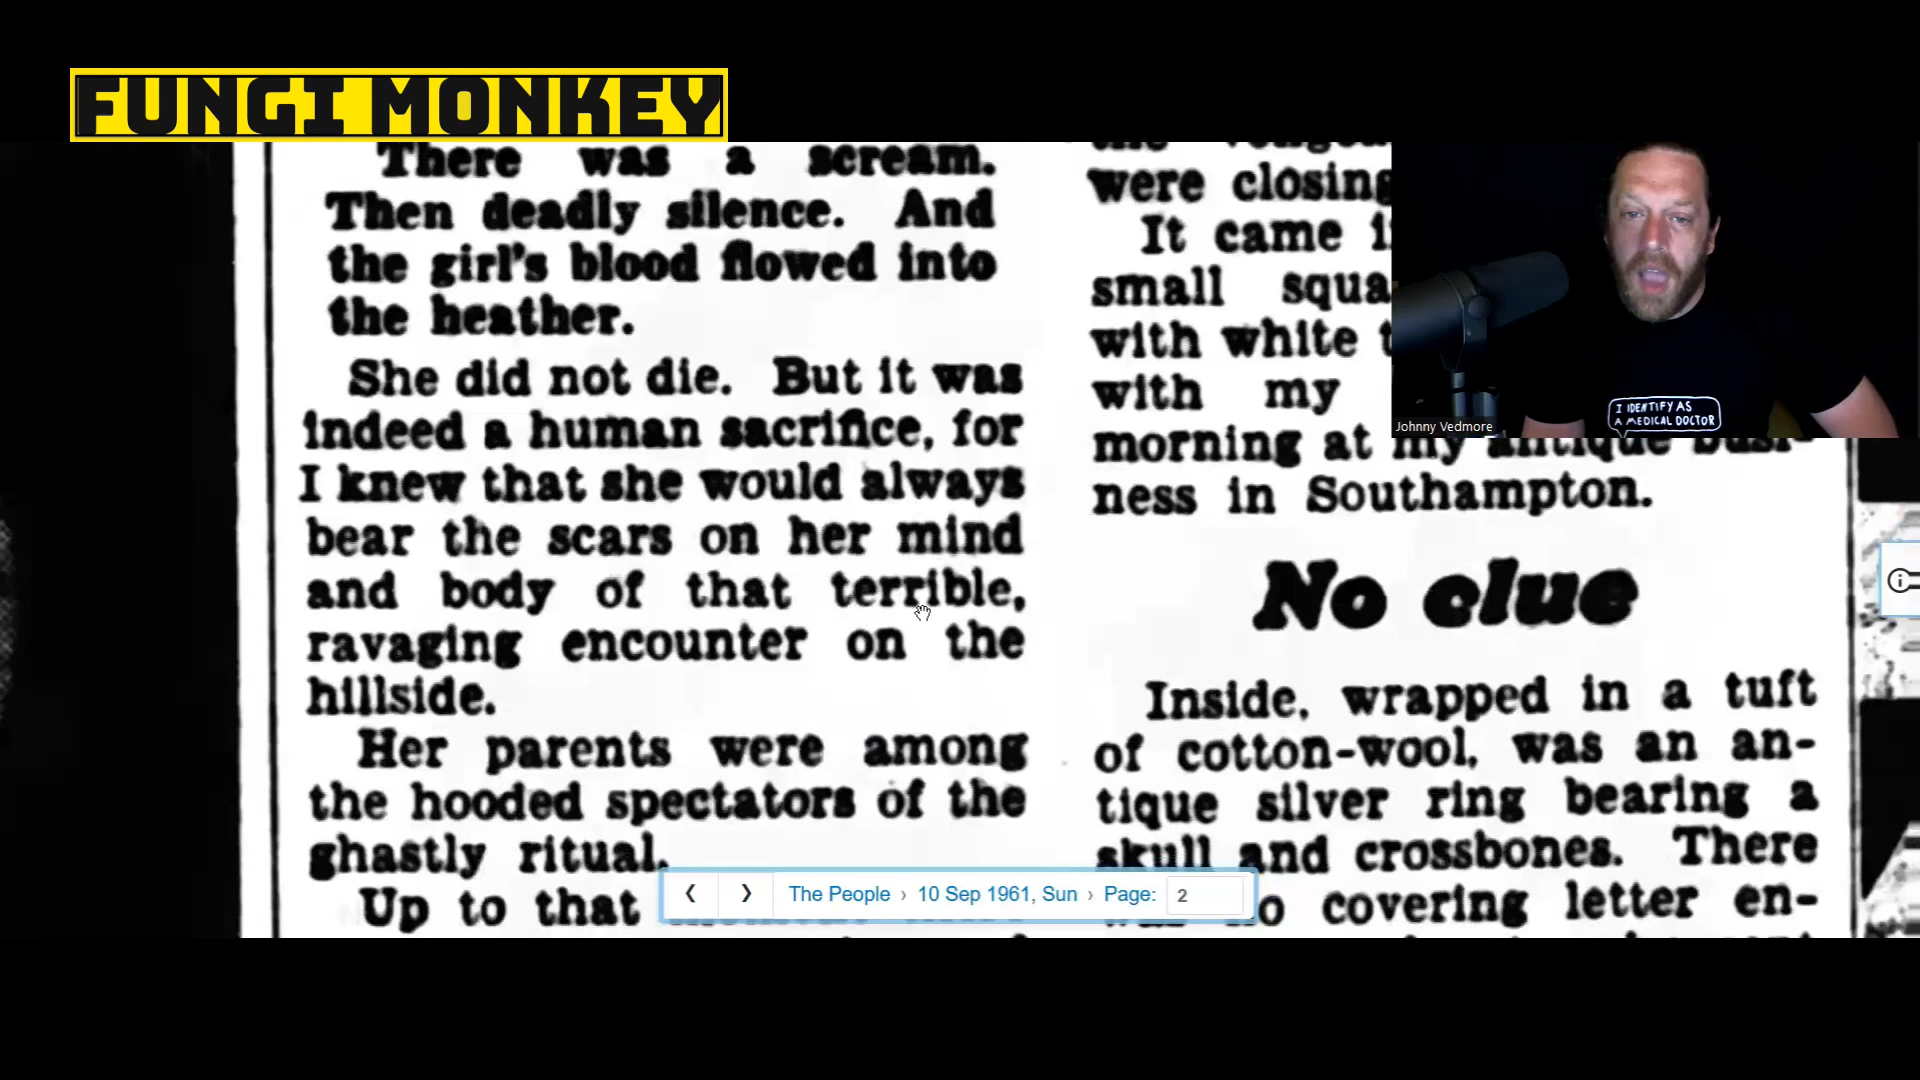 FUNGI MONKEY
There was a scream.
Then deadly silence. And
the girl's blood flowed into
the heather.
She did not die. But it was
indeed a human sacrifice, for
I knew that she would always
bear the scars on her mind
and body of that terrible,
ravaging encounter on the
hillside.
Her parents were among
the hooded spectators of the
ghastly ritual.
Up to that
were closing
It came
small
with white
with my
morning at my antique busi-
ness in Southampton.
No clue
Inside, wrapped in a tuft
of cotton-wool, was an an-
tique silver ring bearing a
skull and crossbones. There
covering letter en-
I IDENTIFY AS
A MEDICAL DOCTOR
Johnny Vedmore
The People › 10 Sep 1961, Sun › Page: 2